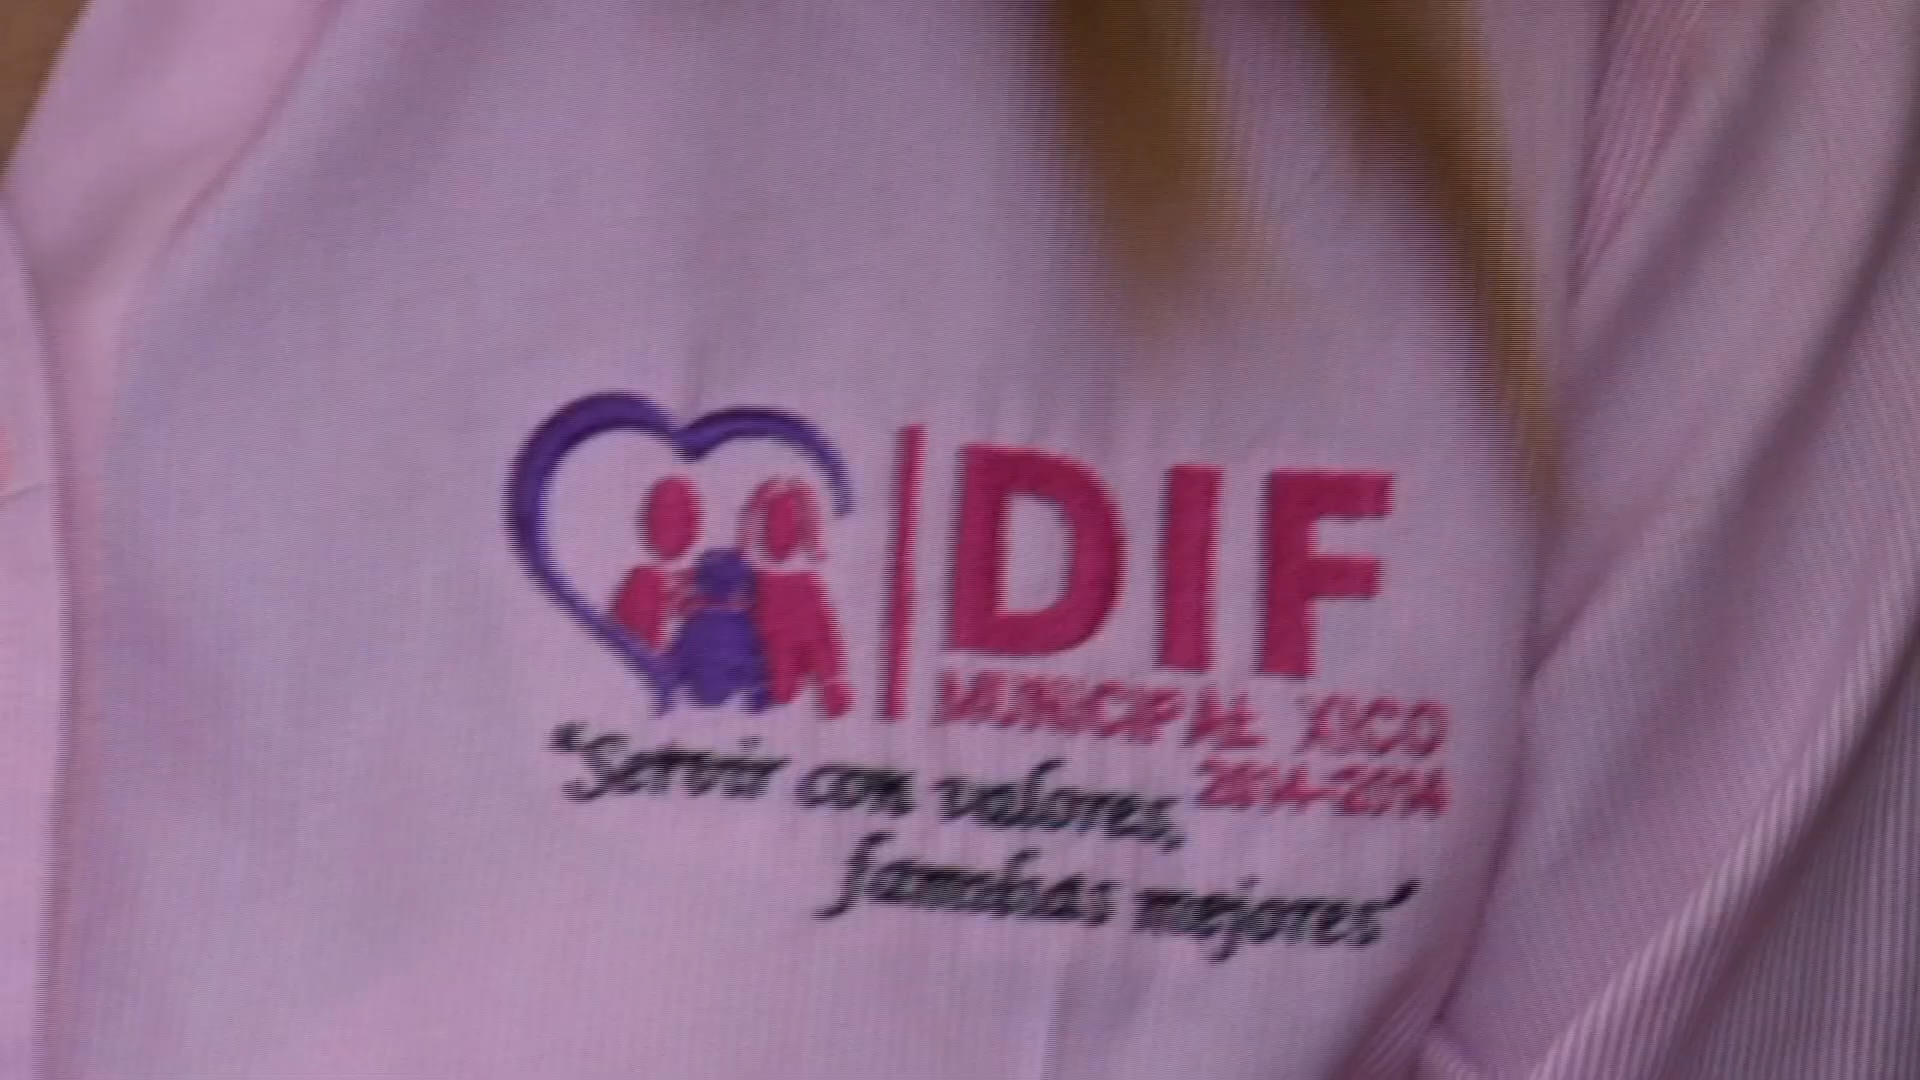 DIF
MUNICIPAL XICO
"Servir con valores,
familias mejores"